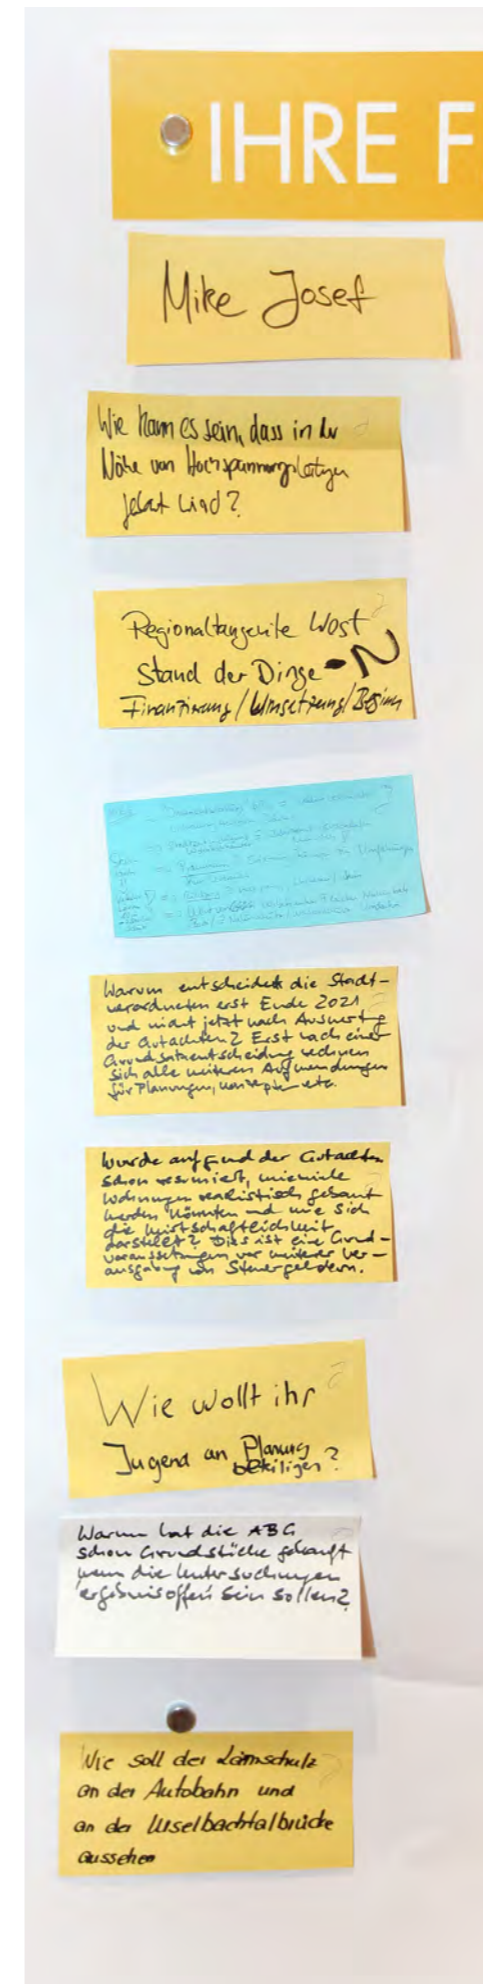 IHRE F
Mike Josef
Wie kann es sein, dass in der
Nähe von Hochspannungsleitungen
gebaut wird?
Regionaltangente West
Stand der Dinge - ?
Finanzierung/Umsetzung/Beginn
Warum entscheidet die Stadt-
verordneten erst Ende 2021
und nicht jetzt nach Auswertg
der Gutachten? Erst nach einer
Grundsatzentscheidung rechnen
sich alle weiteren Aufwendungen
für Planungen, Konzepte etc.
Wurde aufgrund der Gutachten
schon resumiert, wieviele
Wohnungen realistisch gebaut
werden könnten und wie sich
die Wirtschaftlichkeit
darstellt? Dies ist eine Grund-
voraussetzungen vor weiterer Ver-
ausgabung von Steuergeldern.
Wie wollt ihr
Jugend an Planung
beteiligen?
Warum hat die ABG
schon Grundstücke gekauft
wenn die Untersuchungen
ergebnisoffen sein sollen?
Wie soll der Lärmschutz
an der Autobahn und
an der Urselbachtalbrücke
aussehen